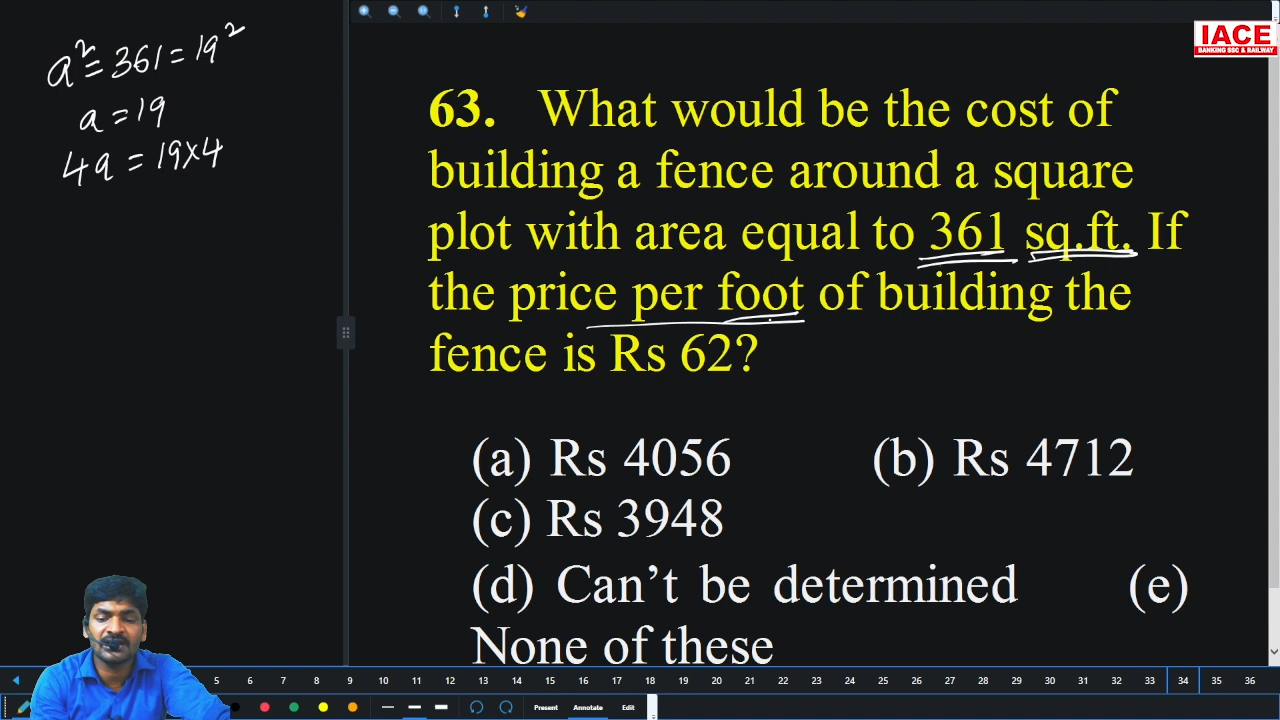 a² = 361 = 19²
a = 19
4a = 19×4
IACE
BANKING SSC & RAILWAY
63. What would be the cost of
building a fence around a square
plot with area equal to 361 sq.ft. If
the price per foot of building the
fence is Rs 62?
(a) Rs 4056 (b) Rs 4712
(c) Rs 3948
(d) Can’t be determined (e)
None of these
5 6 7 8 9 10 11 12 13 14 15 16 17 18 19 20 21 22 23 24 25 26 27 28 29 30 31 32 33 34 35 36
Present Annotate Edit